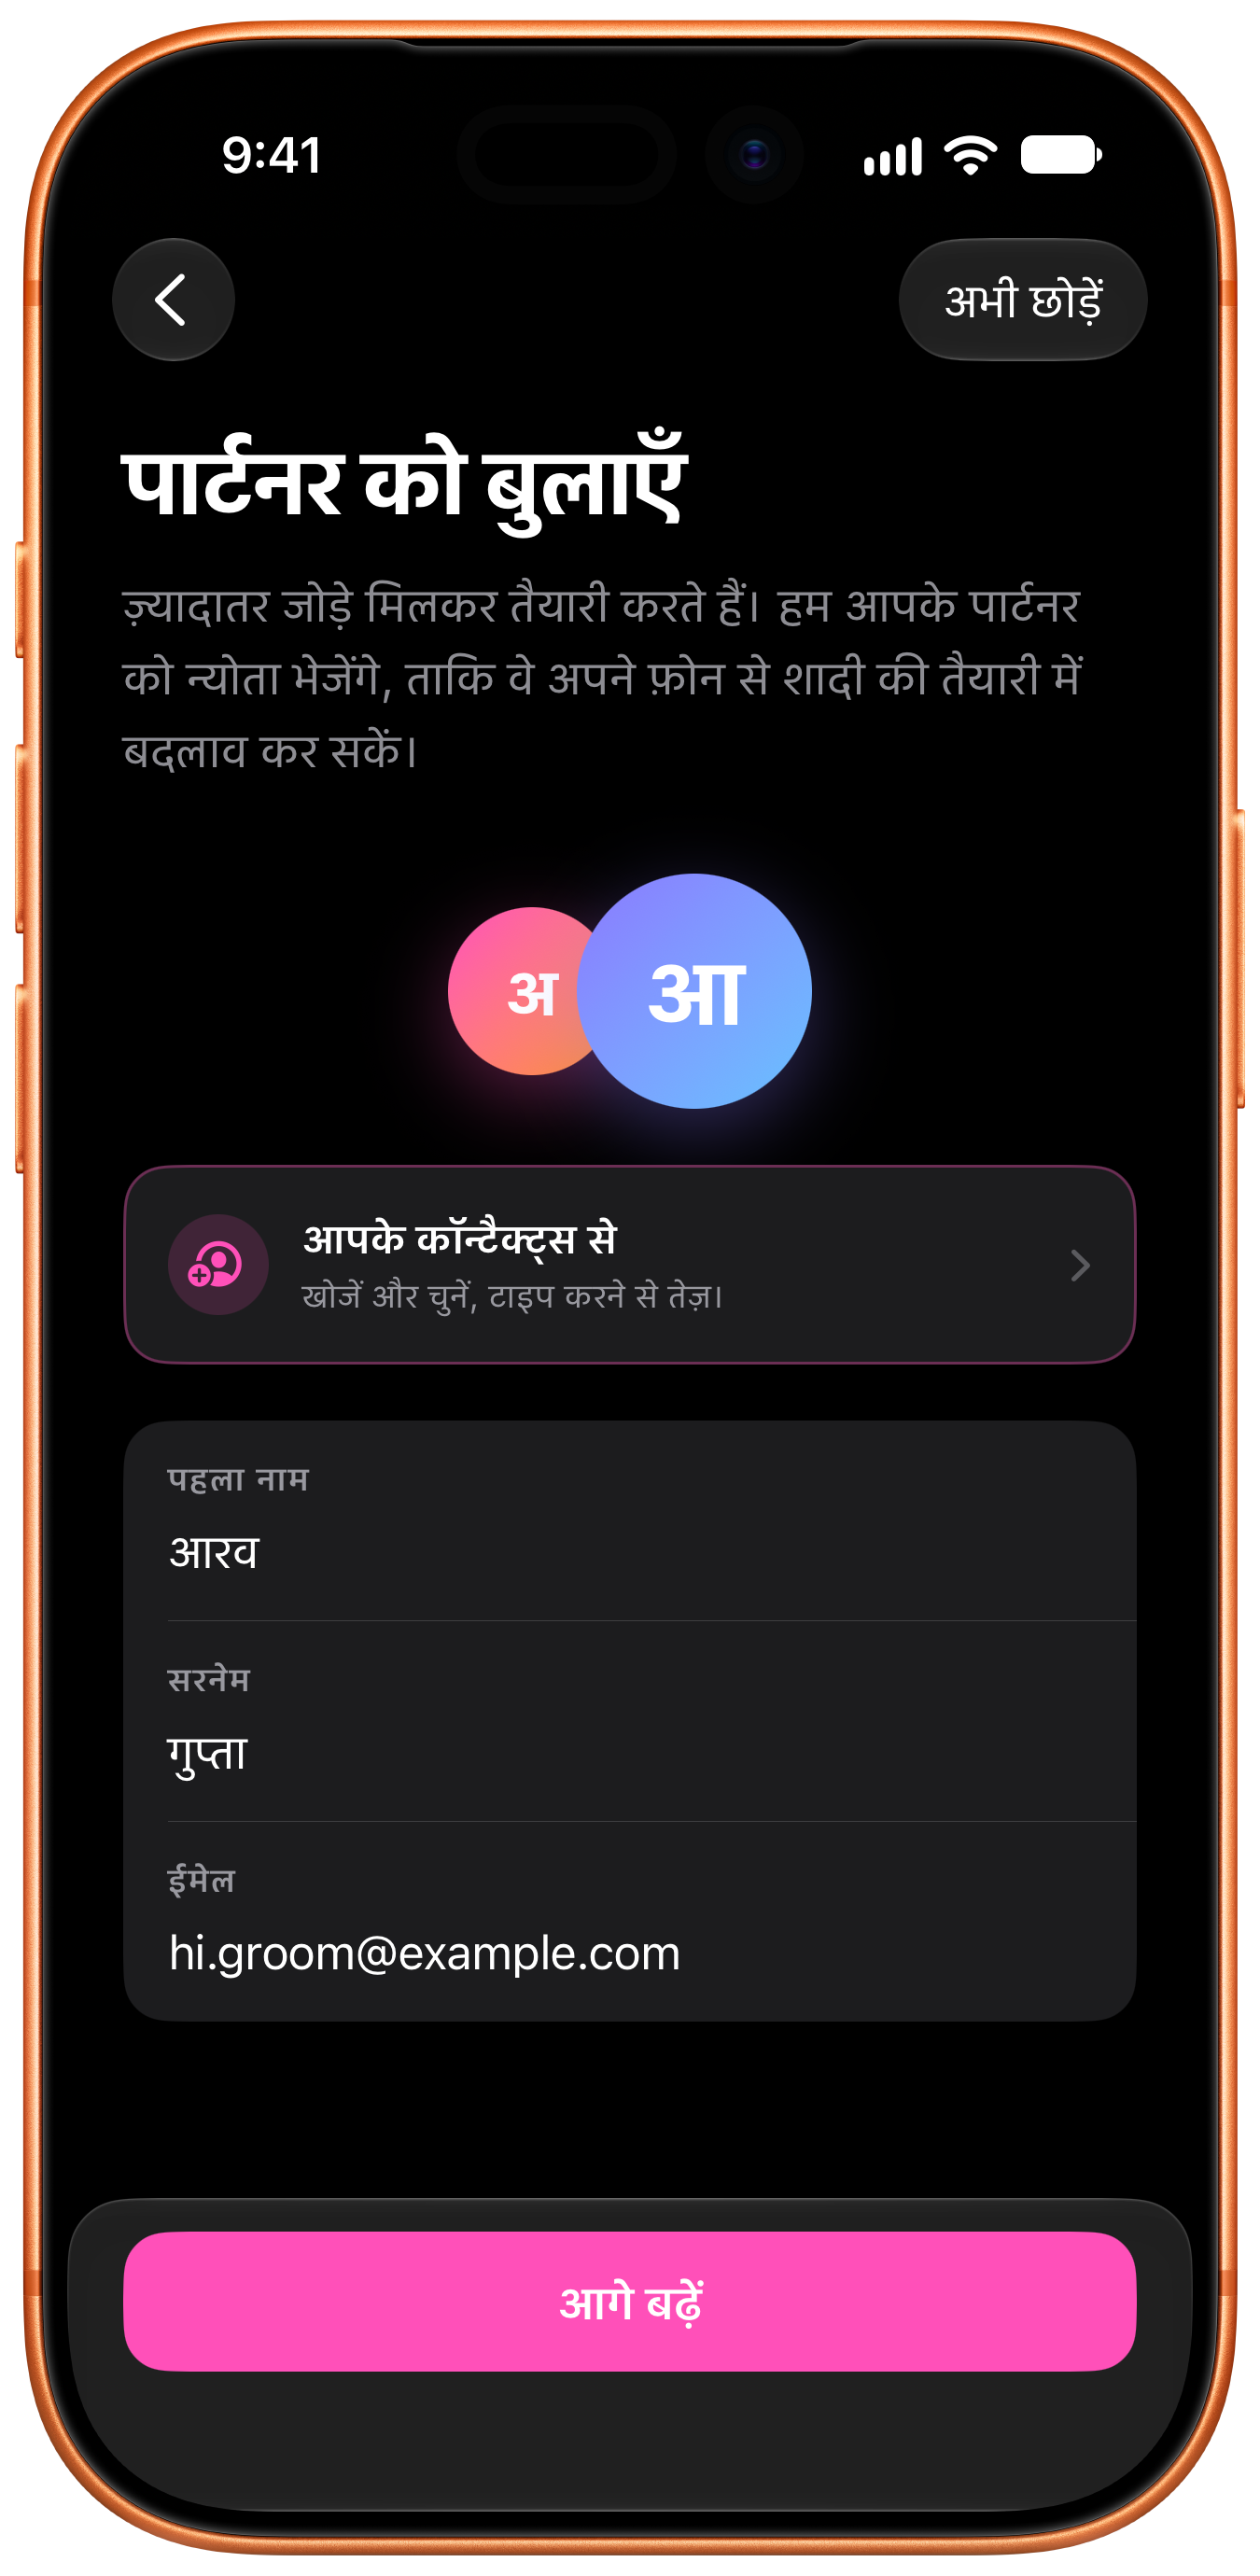 9:41
अभी छोड़ें
पार्टनर को बुलाएँ
ज़्यादातर जोड़े मिलकर तैयारी करते हैं। हम आपके पार्टनर
को न्योता भेजेंगे, ताकि वे अपने फ़ोन से शादी की तैयारी में
बदलाव कर सकें।
अ
आ
आपके कॉन्टैक्ट्स से
खोजें और चुनें, टाइप करने से तेज़।
पहला नाम
आरव
सरनेम
गुप्ता
ईमेल
hi.groom@example.com
आगे बढ़ें